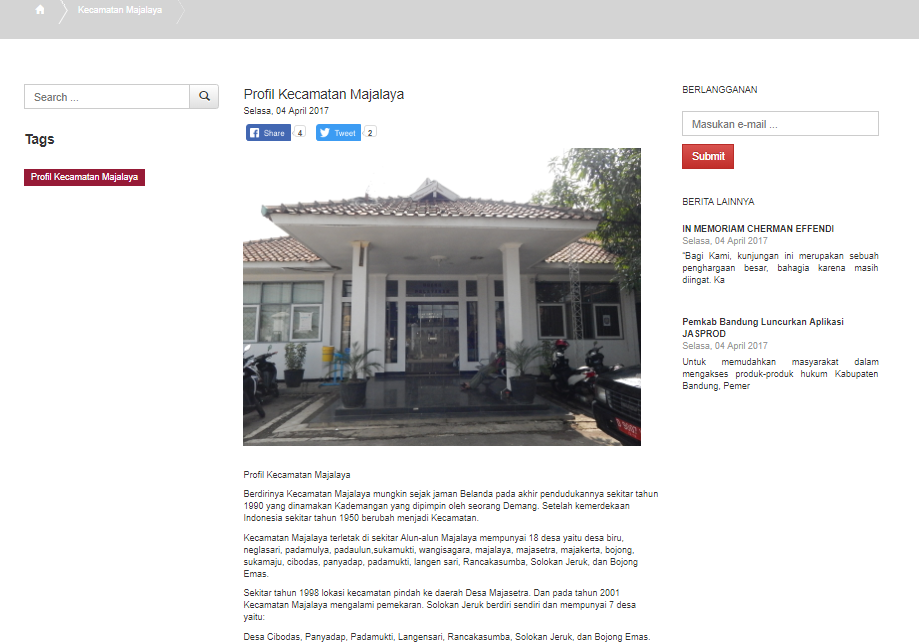 Kecamatan Majalaya
Search ...
Tags
Profil Kecamatan Majalaya
Profil Kecamatan Majalaya
Selasa, 04 April 2017
Share 4 Tweet 2
Profil Kecamatan Majalaya
Berdirinya Kecamatan Majalaya mungkin sejak jaman Belanda pada akhir pendudukannya sekitar tahun
1990 yang dinamakan Kademangan yang dipimpin oleh seorang Demang. Setelah kemerdekaan
Indonesia sekitar tahun 1950 berubah menjadi Kecamatan.
Kecamatan Majalaya terletak di sekitar Alun-alun Majalaya mempunyai 18 desa yaitu desa biru,
neglasari, padamulya, padaulun,sukamukti, wangisagara, majalaya, majasetra, majakerta, bojong,
sukamaju, cibodas, panyadap, padamukti, langen sari, Rancakasumba, Solokan Jeruk, dan Bojong
Emas.
Sekitar tahun 1998 lokasi kecamatan pindah ke daerah Desa Majasetra. Dan pada tahun 2001
Kecamatan Majalaya mengalami pemekaran. Solokan Jeruk berdiri sendiri dan mempunyai 7 desa
yaitu:
Desa Cibodas, Panyadap, Padamukti, Langensari, Rancakasumba, Solokan Jeruk, dan Bojong Emas.
BERLANGGANAN
Masukan e-mail ...
Submit
BERITA LAINNYA
IN MEMORIAM CHERMAN EFFENDI
Selasa, 04 April 2017
"Bagi Kami, kunjungan ini merupakan sebuah
penghargaan besar, bahagia karena masih
diingat. Ka
Pemkab Bandung Luncurkan Aplikasi
JASPROD
Selasa, 04 April 2017
Untuk memudahkan masyarakat dalam
mengakses produk-produk hukum Kabupaten
Bandung, Pemer